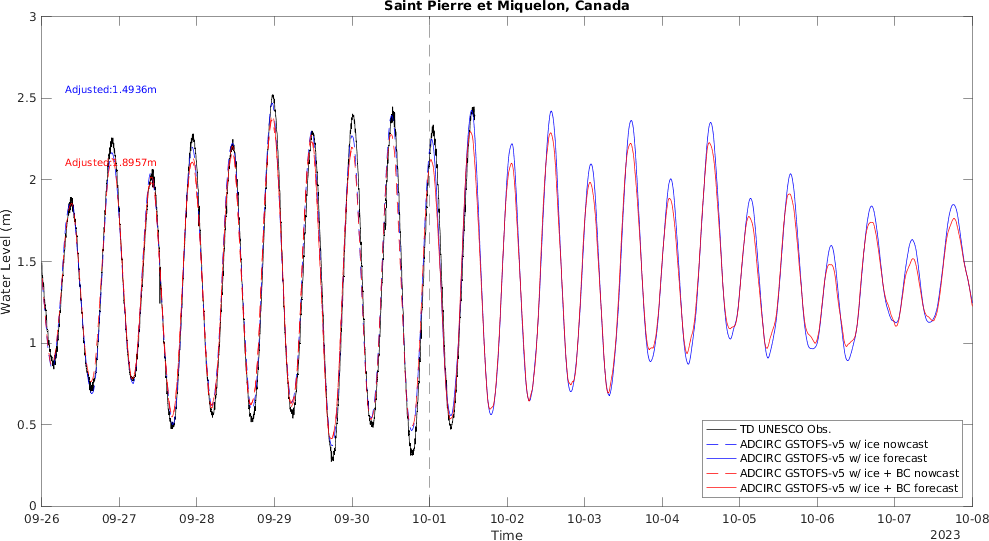 Saint Pierre et Miquelon, Canada
3
2.5
2
1.5
1
0.5
0
Water Level (m)
Adjusted:1.4936m
Adjusted:1.8957m
TD UNESCO Obs.
ADCIRC GSTOFS-v5 w/ ice nowcast
ADCIRC GSTOFS-v5 w/ ice forecast
ADCIRC GSTOFS-v5 w/ ice + BC nowcast
ADCIRC GSTOFS-v5 w/ ice + BC forecast
09-26 09-27 09-28 09-29 09-30 10-01 10-02 10-03 10-04 10-05 10-06 10-07 10-08
Time
2023